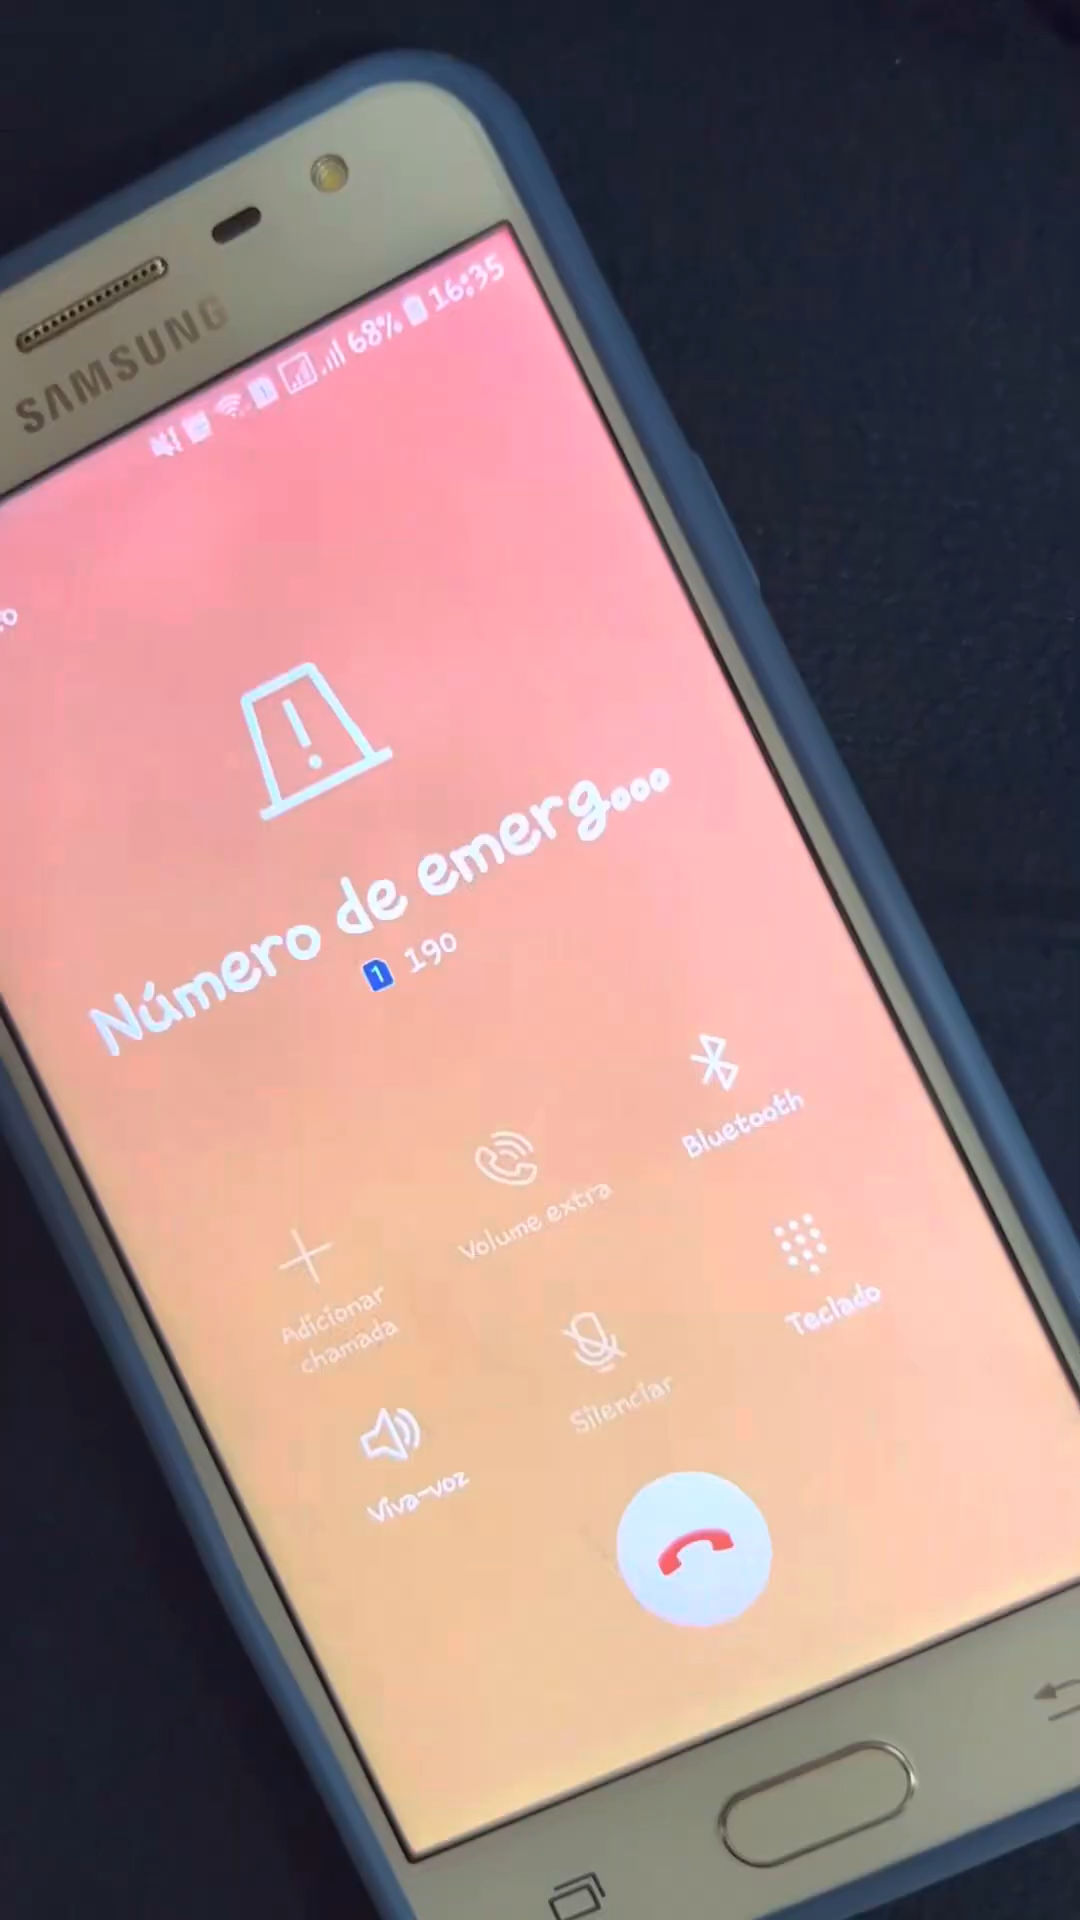 SAMSUNG
68% 16:35
Número de emerg...
1 190
Bluetooth
Volume extra
Adicionar
chamada
Teclado
Silenciar
Viva-voz